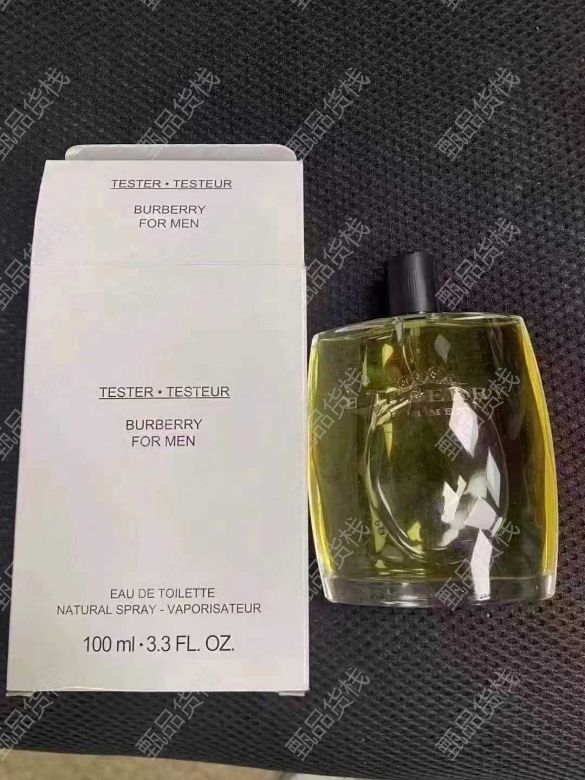 TESTER • TESTEUR
BURBERRY
FOR MEN
TESTER • TESTEUR
BURBERRY
FOR MEN
EAU DE TOILETTE
NATURAL SPRAY - VAPORISATEUR
100 ml • 3.3 FL. OZ.
甄品货栈